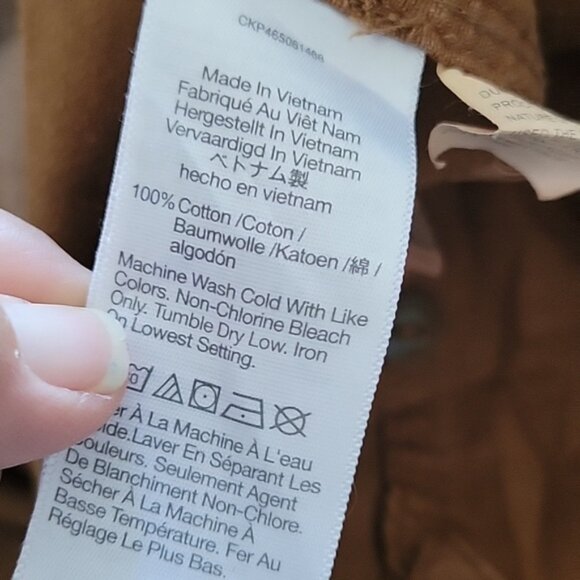 Made In Vietnam
Fabriqué Au Viêt Nam
Hergestellt In Vietnam
Vervaardigd In Vietnam
ベトナム製
hecho en vietnam
100% Cotton /Coton /
Baumwolle /Katoen /綿 /
algodón
Machine Wash Cold With Like
Colors. Non-Chlorine Bleach
Only. Tumble Dry Low. Iron
On Lowest Setting.
À La Machine À L'eau
Laver En Séparant Les
Couleurs. Seulement Agent
De Blanchiment Non-Chlore.
Sécher À La Machine À
Basse Température. Fer Au
Réglage Le Plus Bas.